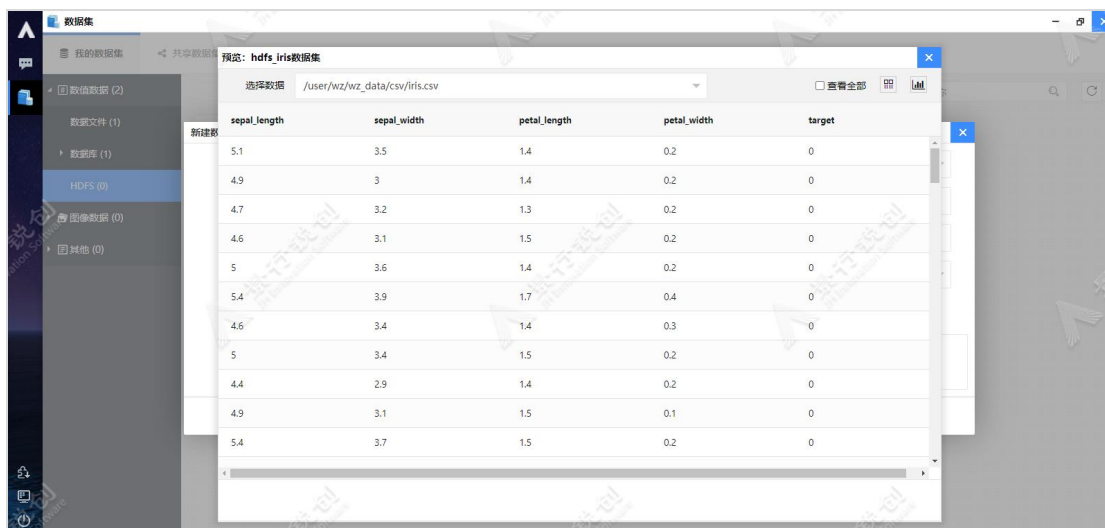 数据集
我的数据集
共享数据集
数值数据 (2)
数据文件 (1)
数据库 (1)
HDFS (0)
图像数据 (0)
其他 (0)
新建数
预览：hdfs_iris数据集
选择数据 /user/wz/wz_data/csv/iris.csv 查看全部
sepal_length sepal_width petal_length petal_width target
5.1 3.5 1.4 0.2 0
4.9 3 1.4 0.2 0
4.7 3.2 1.3 0.2 0
4.6 3.1 1.5 0.2 0
5 3.6 1.4 0.2 0
5.4 3.9 1.7 0.4 0
4.6 3.4 1.4 0.3 0
5 3.4 1.5 0.2 0
4.4 2.9 1.4 0.2 0
4.9 3.1 1.5 0.1 0
5.4 3.7 1.5 0.2 0